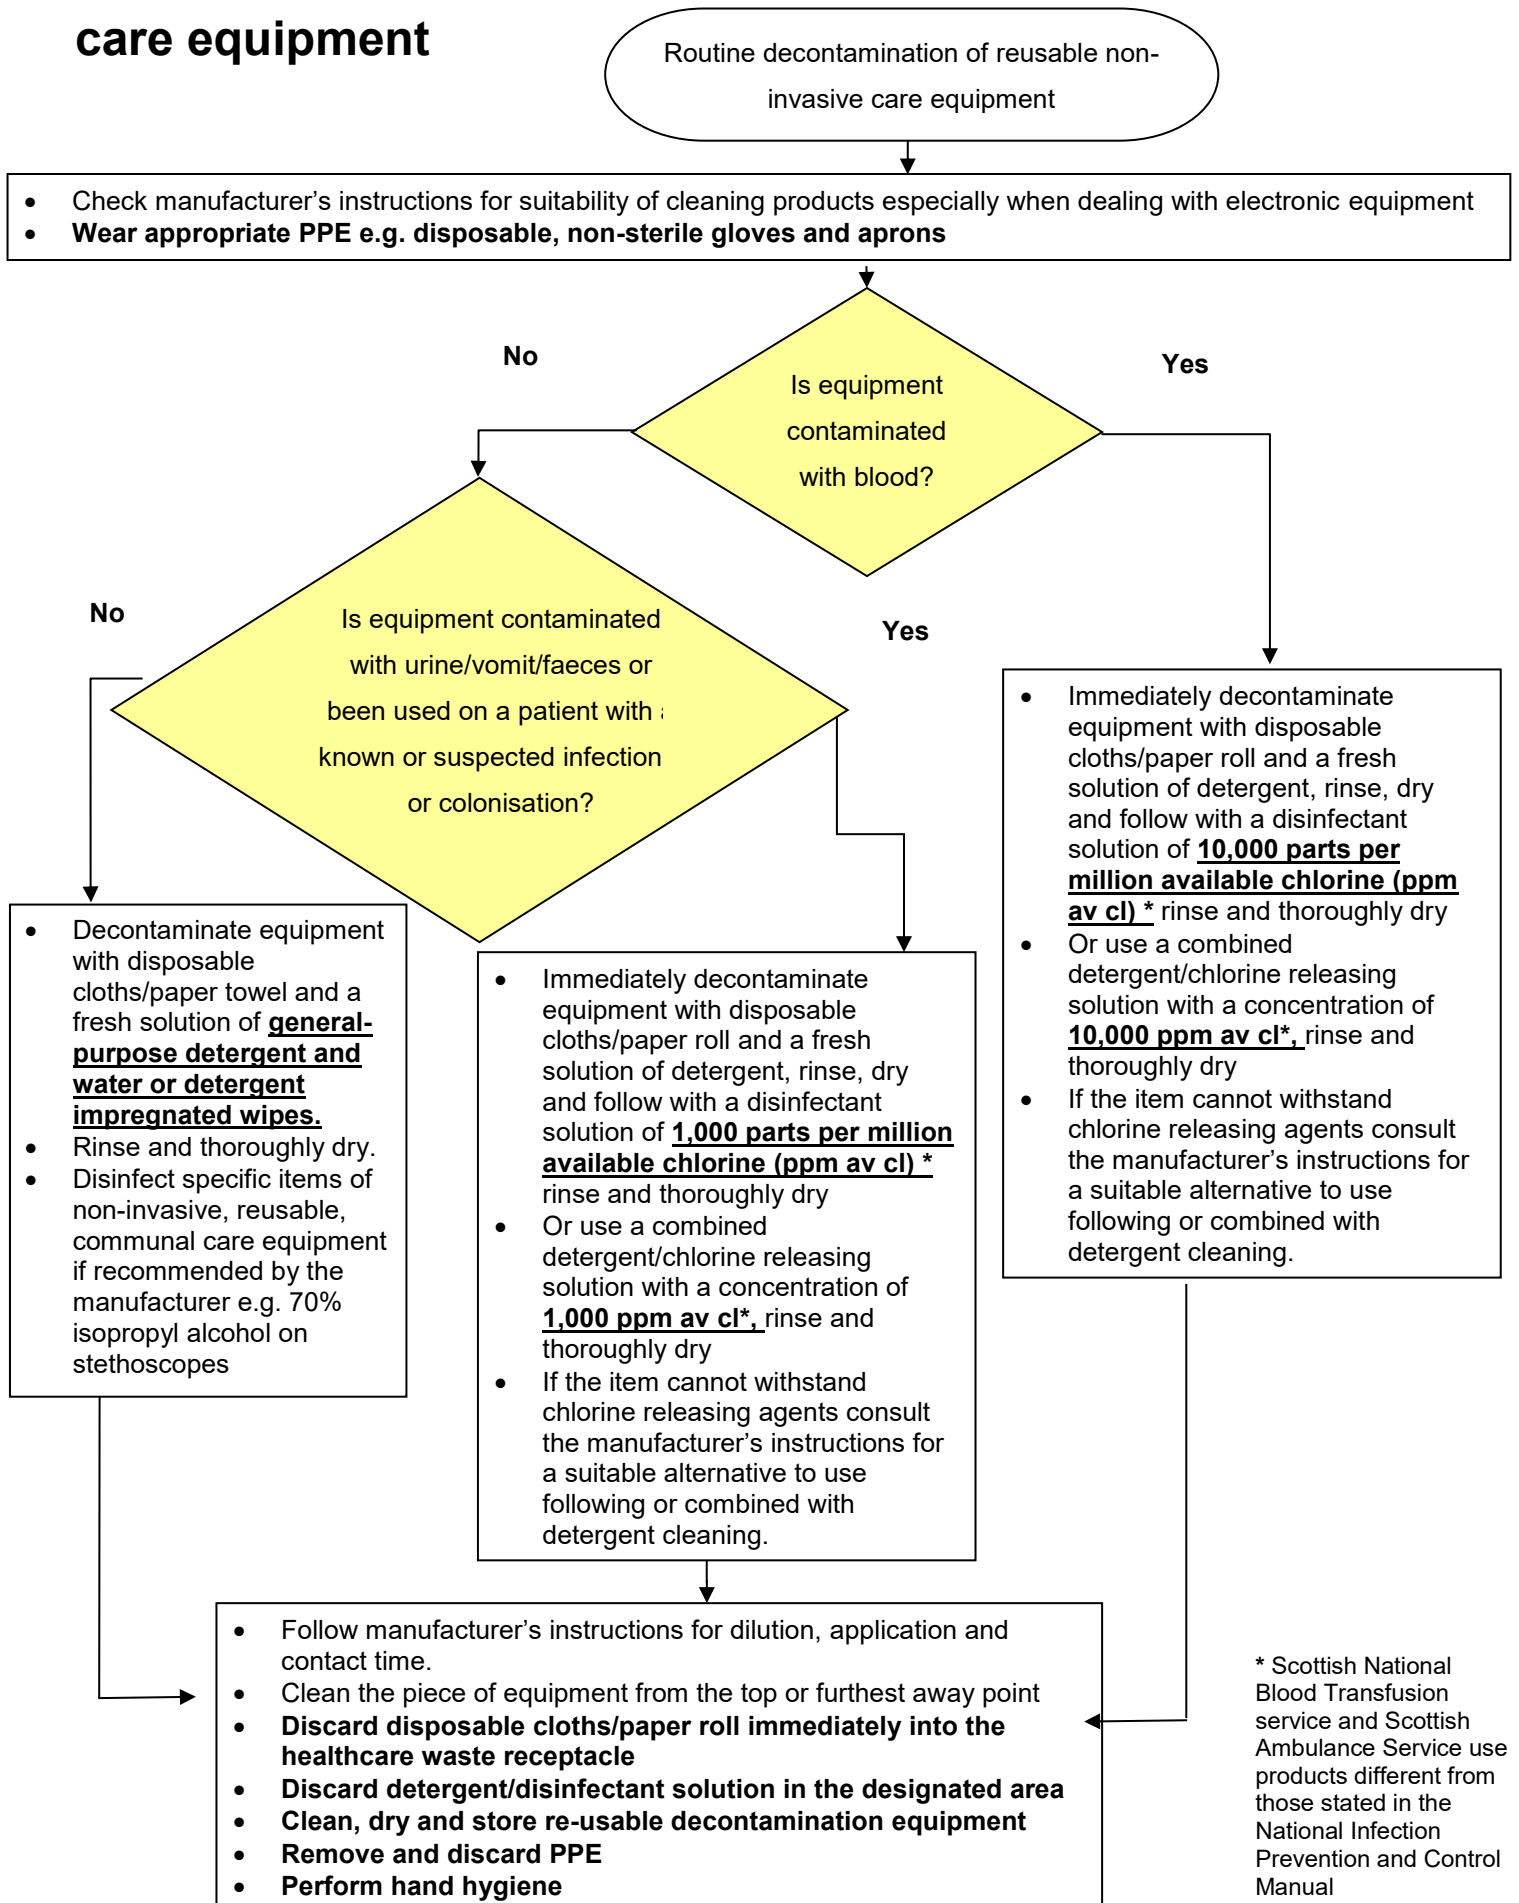 care equipment
Routine decontamination of reusable non-
invasive care equipment
• Check manufacturer’s instructions for suitability of cleaning products especially when dealing with electronic equipment
• Wear appropriate PPE e.g. disposable, non-sterile gloves and aprons
No
Yes
Is equipment
contaminated
with blood?
No
Yes
Is equipment contaminated
with urine/vomit/faeces or
been used on a patient with
known or suspected infection
or colonisation?
• Decontaminate equipment
with disposable
cloths/paper towel and a
fresh solution of general-
purpose detergent and
water or detergent
impregnated wipes.
• Rinse and thoroughly dry.
• Disinfect specific items of
non-invasive, reusable,
communal care equipment
if recommended by the
manufacturer e.g. 70%
isopropyl alcohol on
stethoscopes
• Immediately decontaminate
equipment with disposable
cloths/paper roll and a fresh
solution of detergent, rinse, dry
and follow with a disinfectant
solution of 1,000 parts per million
available chlorine (ppm av cl) *
rinse and thoroughly dry
• Or use a combined
detergent/chlorine releasing
solution with a concentration of
1,000 ppm av cl*, rinse and
thoroughly dry
• If the item cannot withstand
chlorine releasing agents consult
the manufacturer’s instructions for
a suitable alternative to use
following or combined with
detergent cleaning.
• Immediately decontaminate
equipment with disposable
cloths/paper roll and a fresh
solution of detergent, rinse, dry
and follow with a disinfectant
solution of 10,000 parts per
million available chlorine (ppm
av cl) * rinse and thoroughly dry
• Or use a combined
detergent/chlorine releasing
solution with a concentration of
10,000 ppm av cl*, rinse and
thoroughly dry
• If the item cannot withstand
chlorine releasing agents consult
the manufacturer’s instructions for
a suitable alternative to use
following or combined with
detergent cleaning.
• Follow manufacturer’s instructions for dilution, application and
contact time.
• Clean the piece of equipment from the top or furthest away point
• Discard disposable cloths/paper roll immediately into the
healthcare waste receptacle
• Discard detergent/disinfectant solution in the designated area
• Clean, dry and store re-usable decontamination equipment
• Remove and discard PPE
• Perform hand hygiene
* Scottish National
Blood Transfusion
service and Scottish
Ambulance Service use
products different from
those stated in the
National Infection
Prevention and Control
Manual